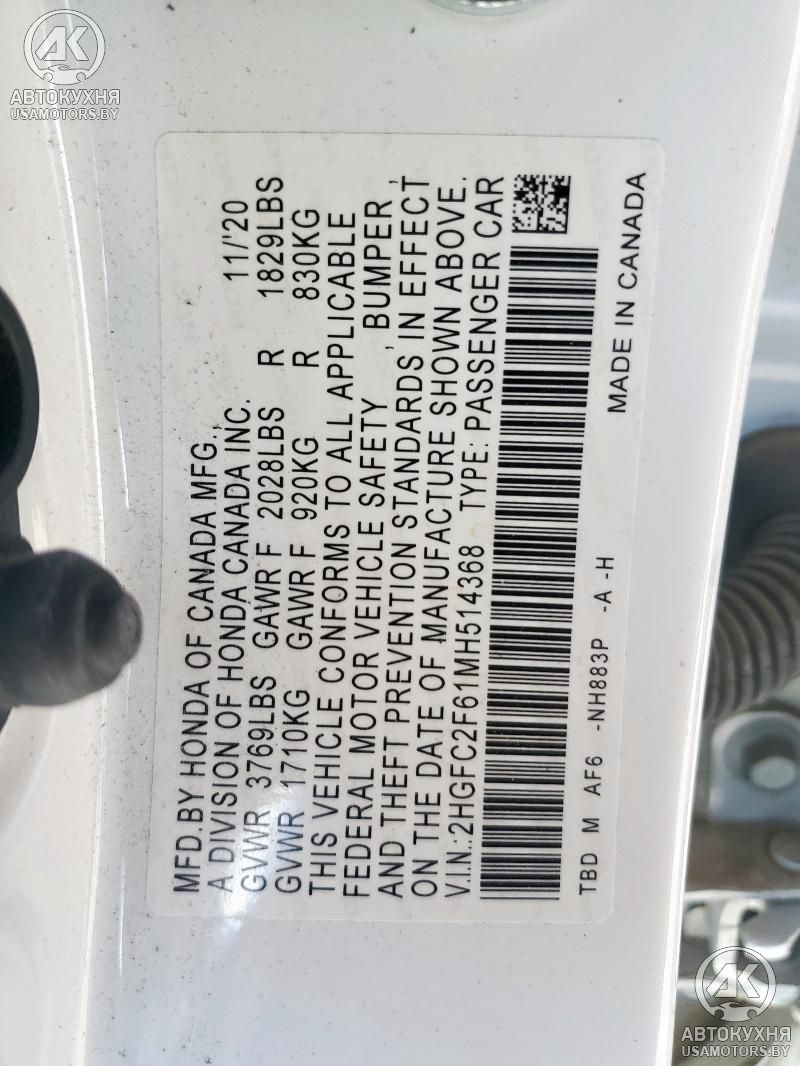 АВТОКУХНЯ
USAMOTORS.BY
MFD.BY HONDA OF CANADA MFG., 11/'20
A DIVISION OF HONDA CANADA INC.
GVWR 3769LBS GAWR F 2028LBS R 1829LBS
GVWR 1710KG GAWR F 920KG R 830KG
THIS VEHICLE CONFORMS TO ALL APPLICABLE
FEDERAL MOTOR VEHICLE SAFETY , BUMPER ,
AND THEFT PREVENTION STANDARDS IN EFFECT
ON THE DATE OF MANUFACTURE SHOWN ABOVE.
V.I.N.:2HGFC2F61MH514368 TYPE: PASSENGER CAR
TBD M AF6 -NH883P -A -H
MADE IN CANADA
АВТОКУХНЯ
USAMOTORS.BY